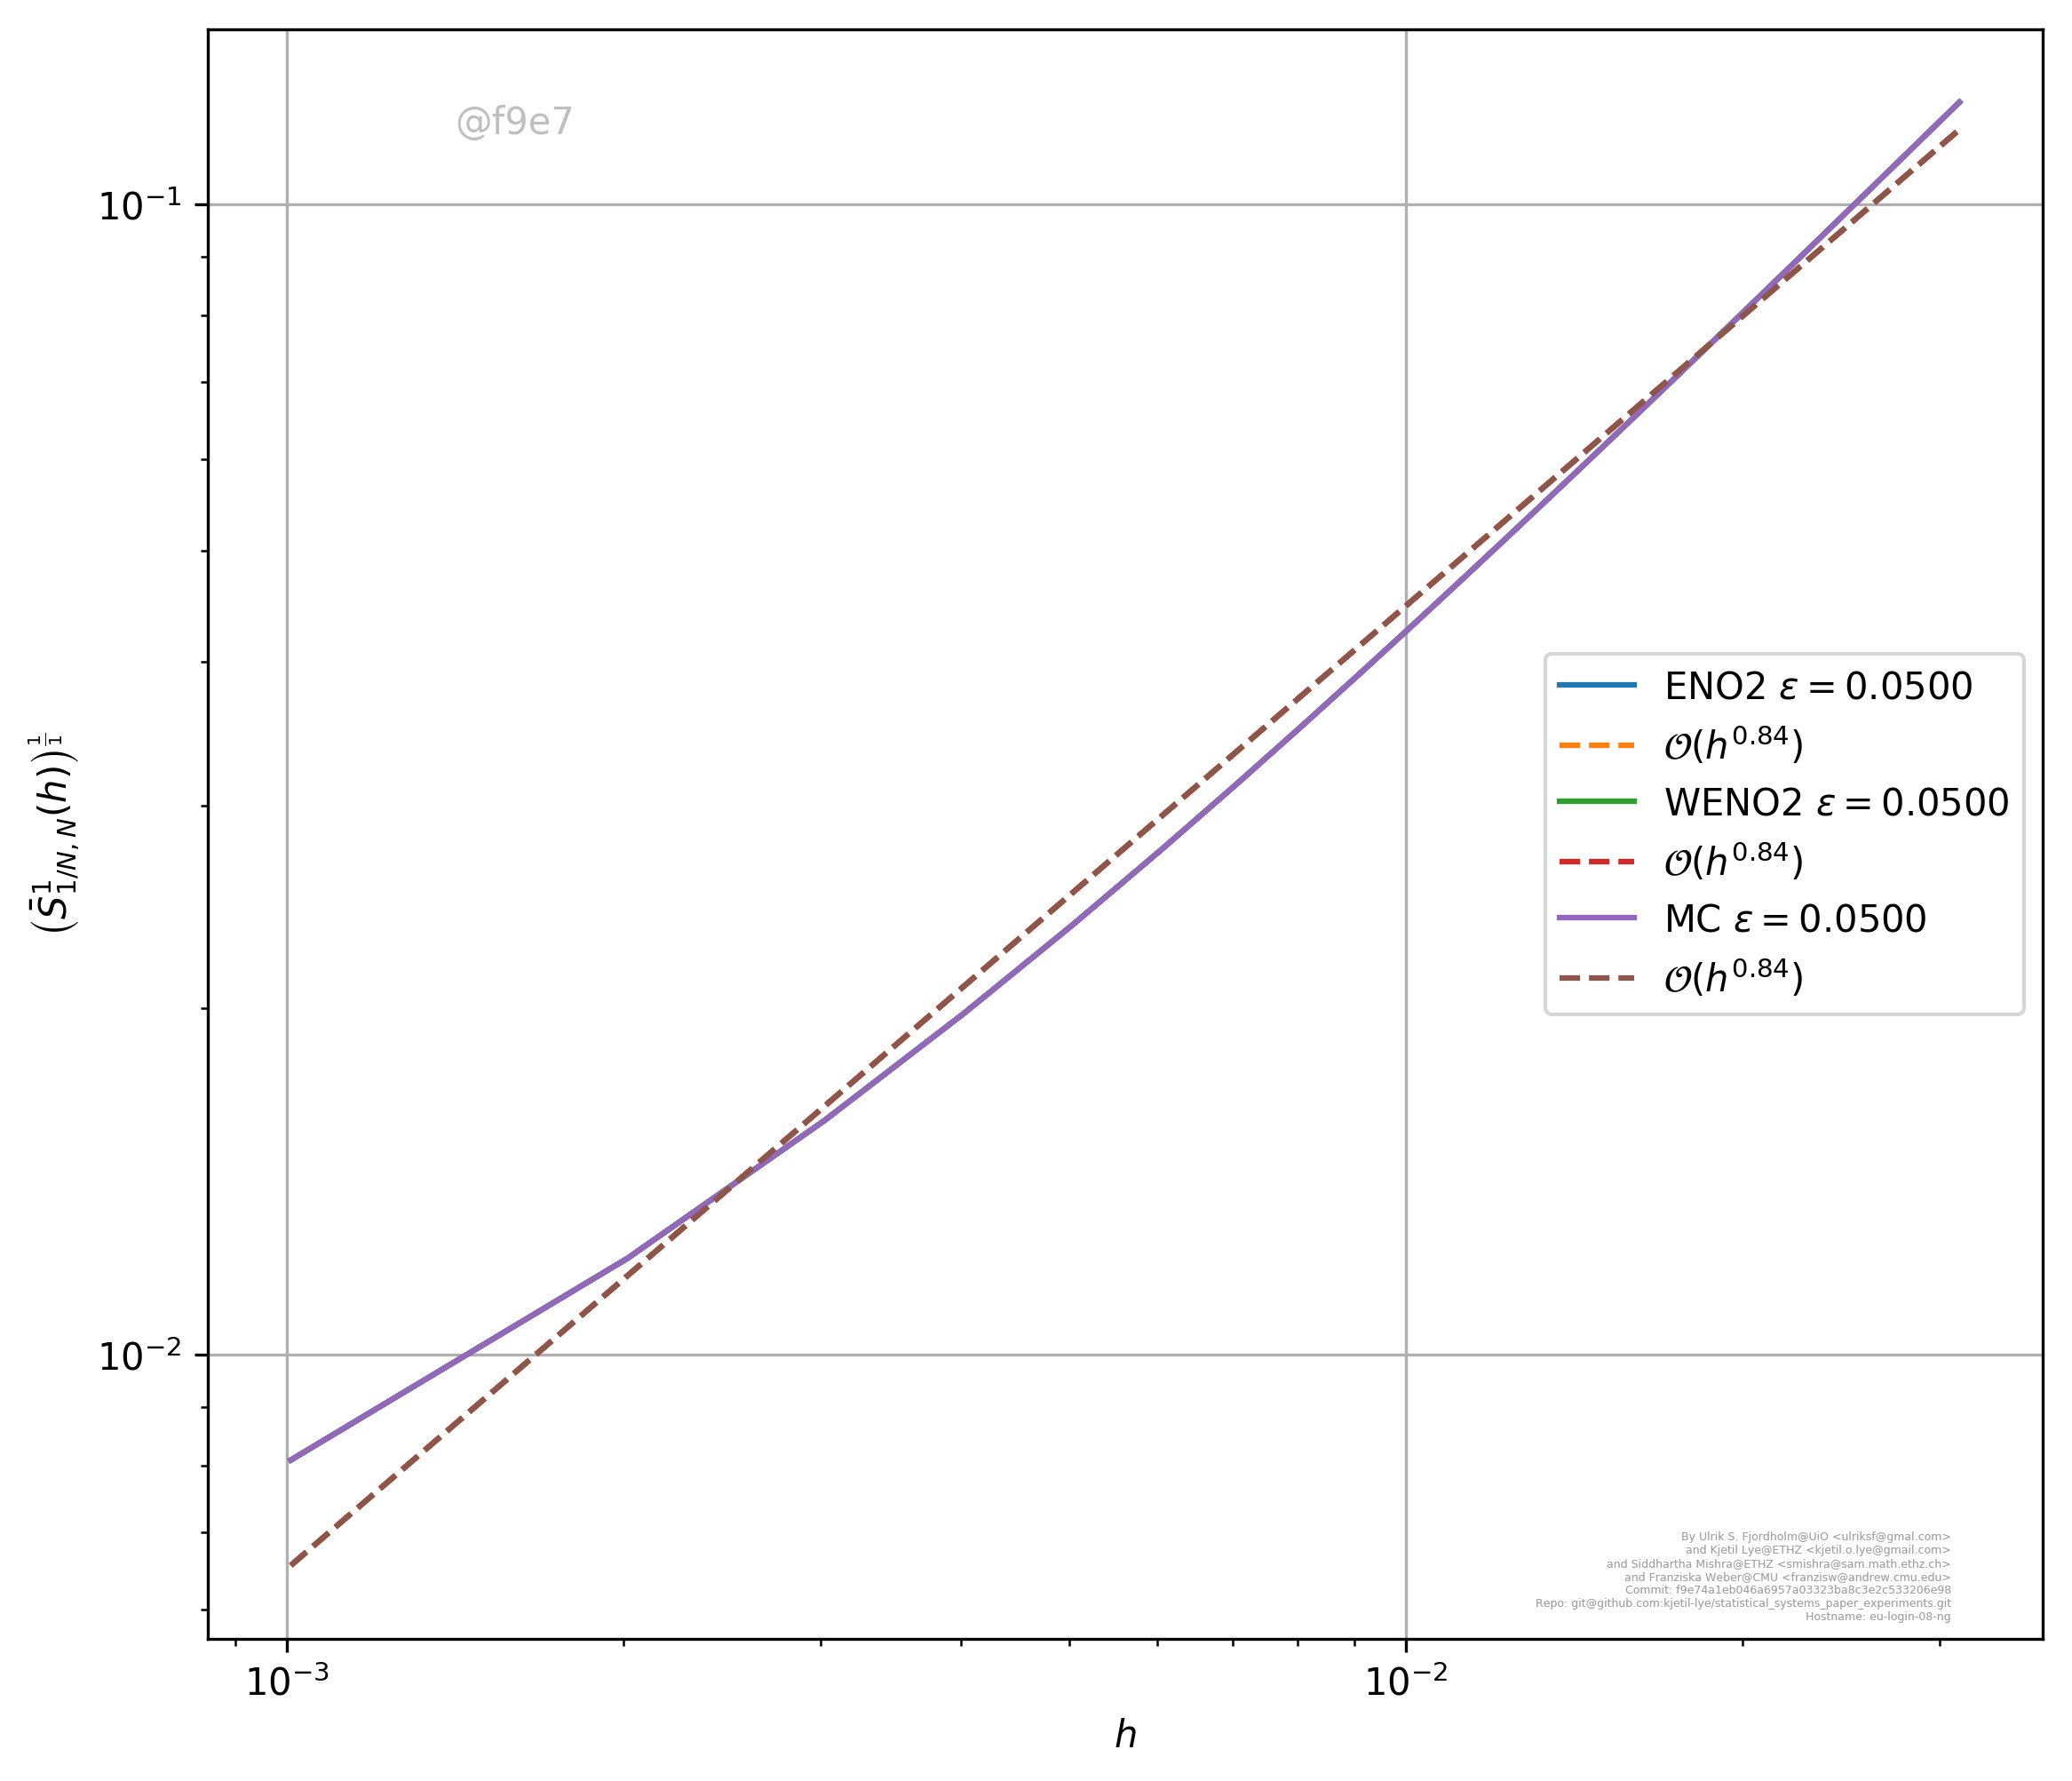 @f9e7
10⁻¹
10⁻²
(S̄¹₁/N, N(h))^(1/1)
ENO2 ε = 0.0500
𝒪(h^0.84)
WENO2 ε = 0.0500
𝒪(h^0.84)
MC ε = 0.0500
𝒪(h^0.84)
By Ulrik S. Fjordholm@UiO <ulriksf@gmal.com>
and Kjetil Lye@ETHZ <kjetil.o.lye@gmail.com>
and Siddhartha Mishra@ETHZ <smishra@sam.math.ethz.ch>
and Franziska Weber@CMU <franzisw@andrew.cmu.edu>
Commit: f9e74a1eb046a6957a03323ba8c3e2c533206e98
Repo: git@github.com:kjetil-lye/statistical_systems_paper_experiments.git
Hostname: eu-login-08-ng
10⁻³
10⁻²
h